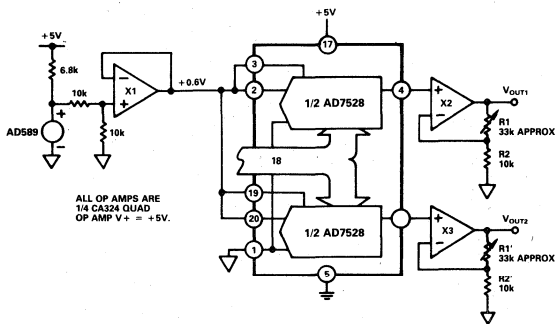 +5V
6.8k
10k
AD589
+
−
10k
−
+
X1
+0.6V
ALL OP AMPS ARE
1/4 CA324 QUAD
OP AMP V+ = +5V.
+5V
17
3
2
1/2 AD7528
4
18
19
20
1
1/2 AD7528
5
+
−
X2
VOUT1
R1
33k APPROX
R2
10k
+
−
X3
VOUT2
R1'
33k APPROX
R2'
10k